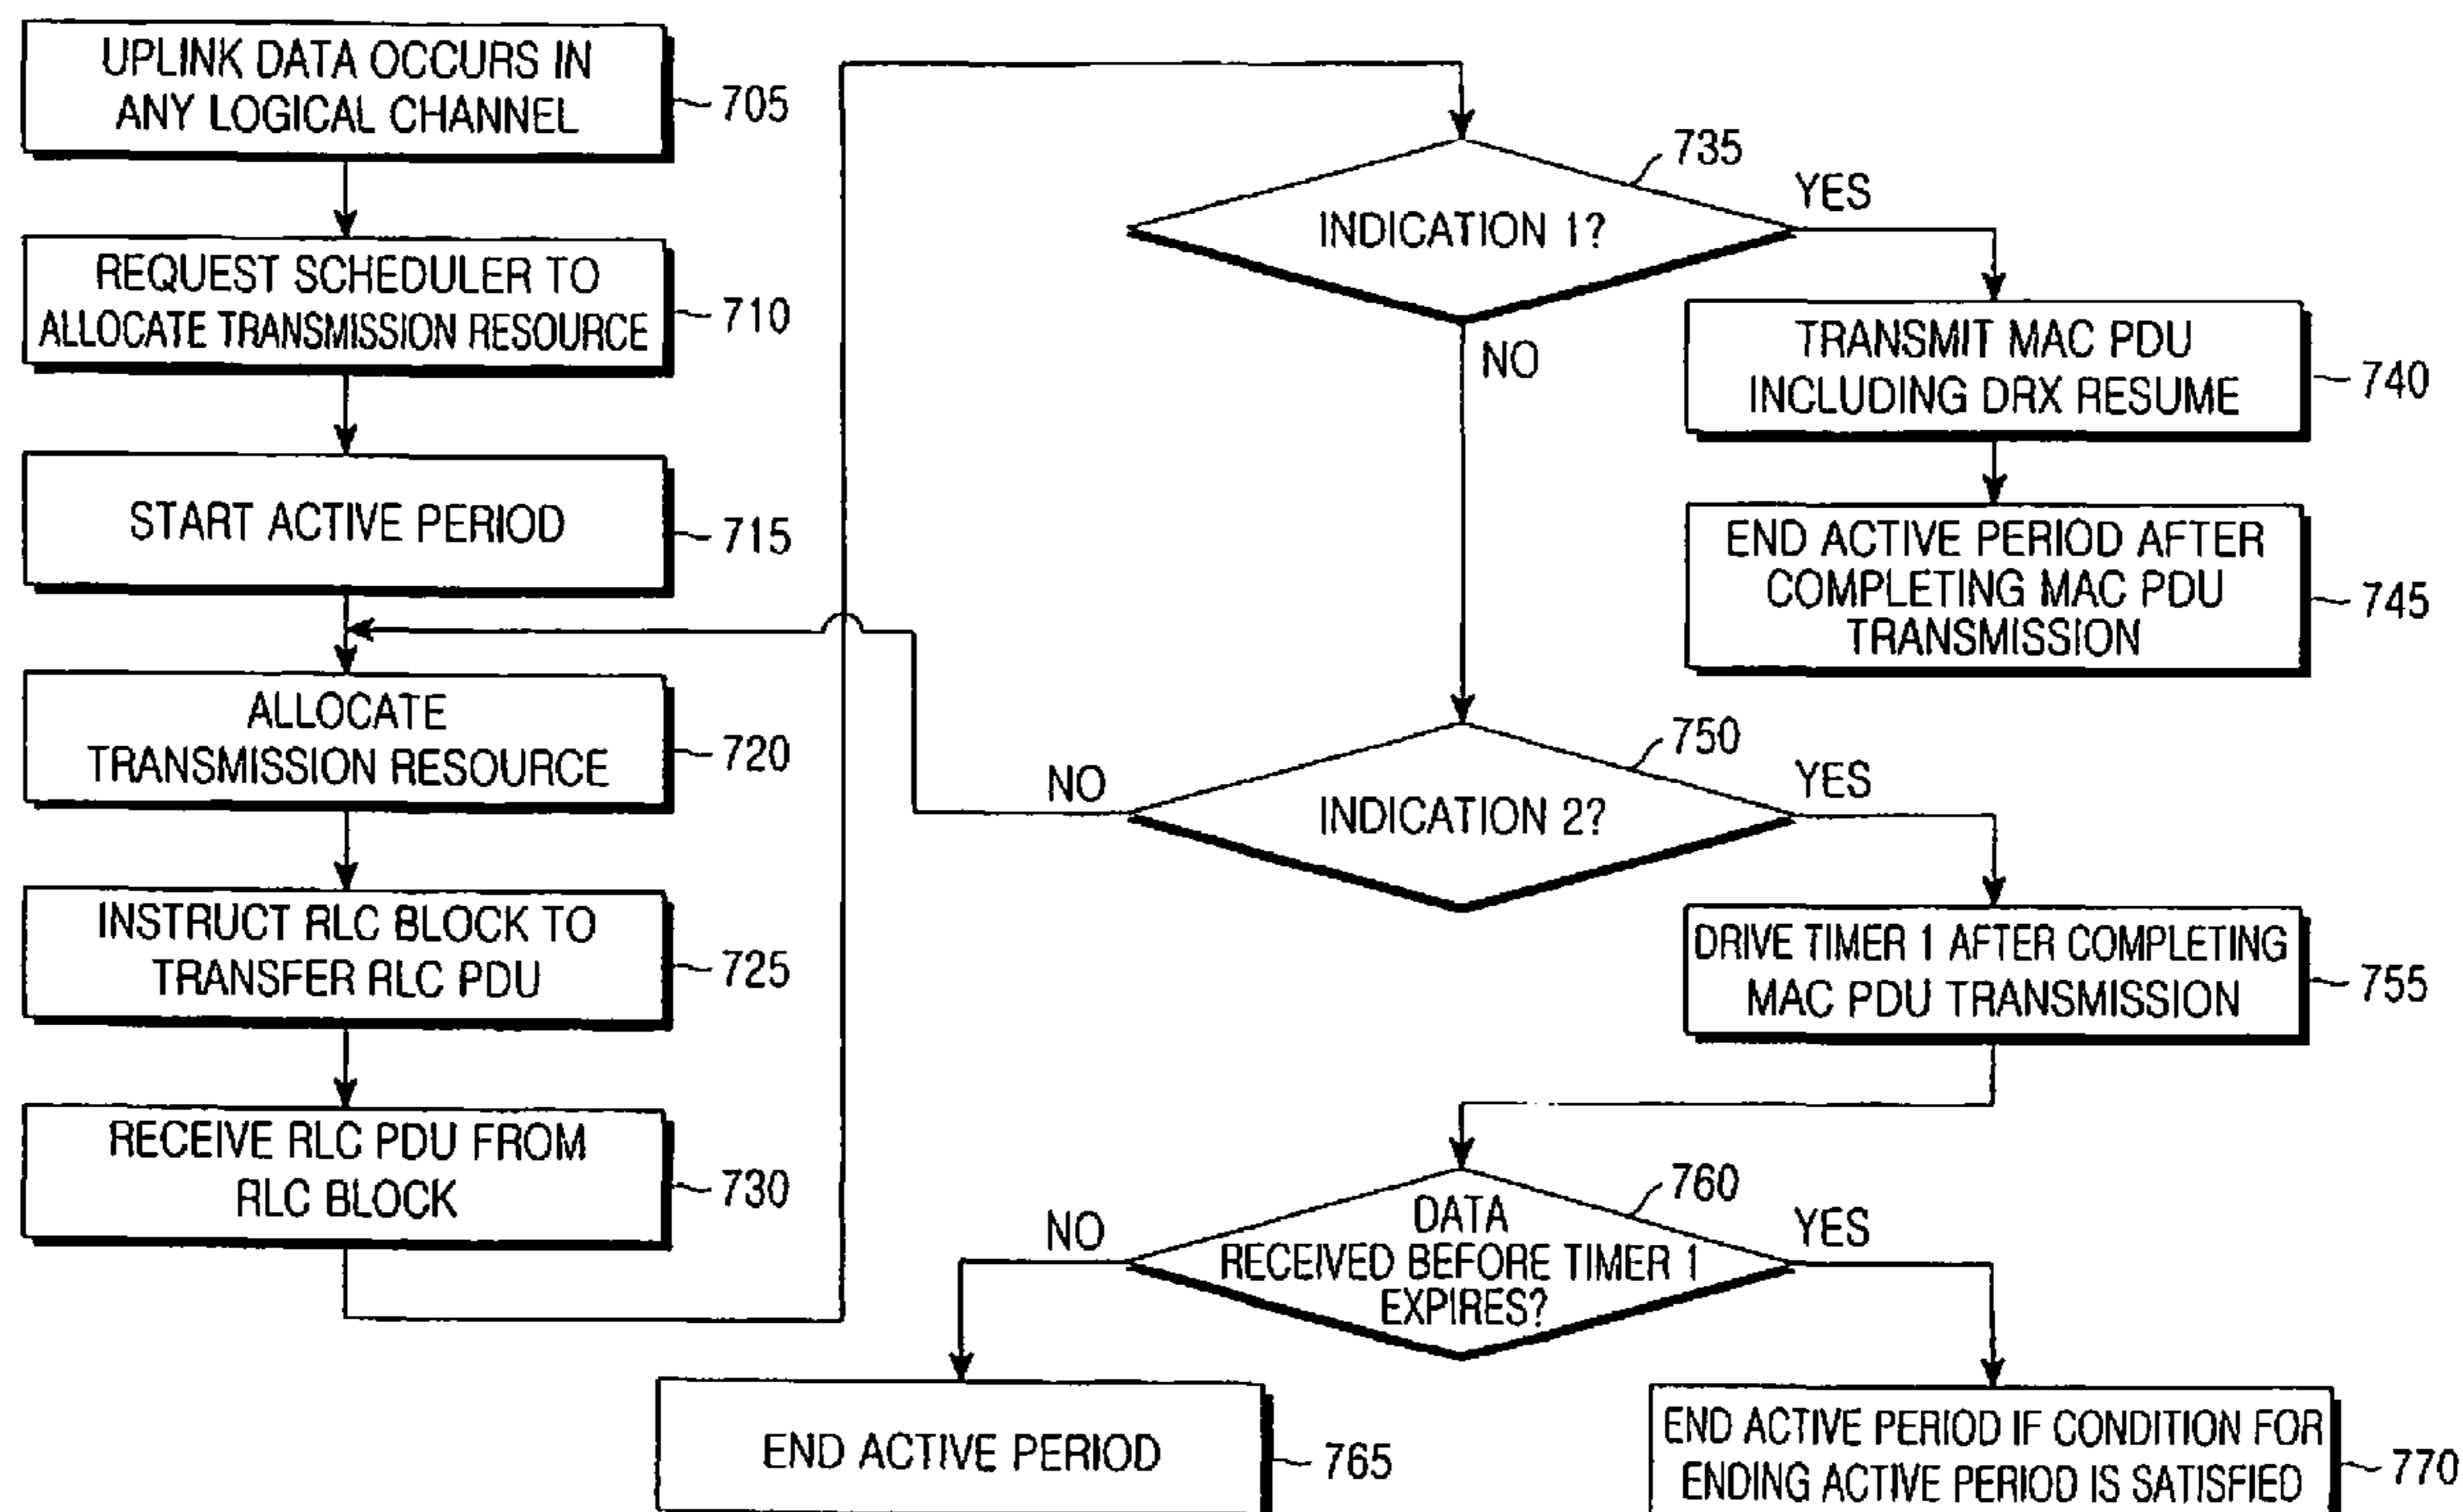 UPLINK DATA OCCURS IN
ANY LOGICAL CHANNEL
705
REQUEST SCHEDULER TO
ALLOCATE TRANSMISSION RESOURCE
710
START ACTIVE PERIOD
715
ALLOCATE
TRANSMISSION RESOURCE
720
INSTRUCT RLC BLOCK TO
TRANSFER RLC PDU
725
RECEIVE RLC PDU FROM
RLC BLOCK
730
735
INDICATION 1?
YES
NO
TRANSMIT MAC PDU
INCLUDING DRX RESUME
740
END ACTIVE PERIOD AFTER
COMPLETING MAC PDU
TRANSMISSION
745
750
INDICATION 2?
NO
YES
DRIVE TIMER 1 AFTER COMPLETING
MAC PDU TRANSMISSION
755
760
DATA
RECEIVED BEFORE TIMER 1
EXPIRES?
NO
YES
END ACTIVE PERIOD
765
END ACTIVE PERIOD IF CONDITION FOR
ENDING ACTIVE PERIOD IS SATISFIED
770